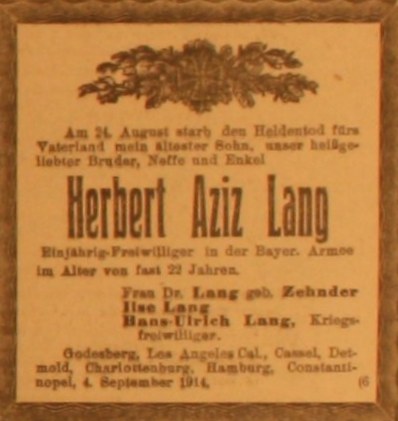 Am 24. August starb den Heldentod fürs
Vaterland mein ältester Sohn, unser heißge-
liebter Bruder, Neffe und Enkel
Herbert Aziz Lang
Einjährig-Freiwilliger in der Bayer. Armee
im Alter von fast 22 Jahren.
Frau Dr. Lang geb. Zehnder
Ilse Lang
Hans-Ulrich Lang, Kriegs-
freiwilliger.
Godesberg, Los Angeles Cal., Cassel, Det-
mold, Charlottenburg, Hamburg, Constanti-
nopel, 4. September 1914.
(6